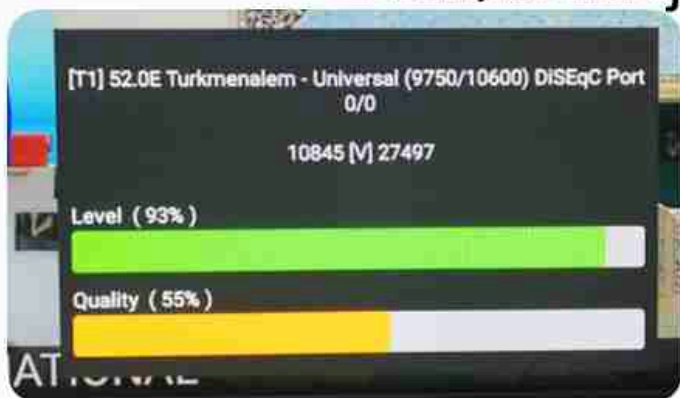 [T1] 52.0E Turkmenalem - Universal (9750/10600) DiSEqC Port
0/0
10845 [V] 27497
Level ( 93% )
Quality ( 55% )